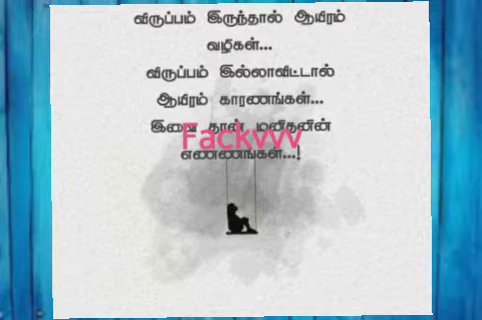 விருப்பம் இருந்தால் ஆயிரம்
வழிகள்...
விருப்பம் இல்லாவிட்டால்
ஆயிரம் காரணங்கள்...
இவை தான் மனிதனின்
Fackvvv
எண்ணங்கள்...!